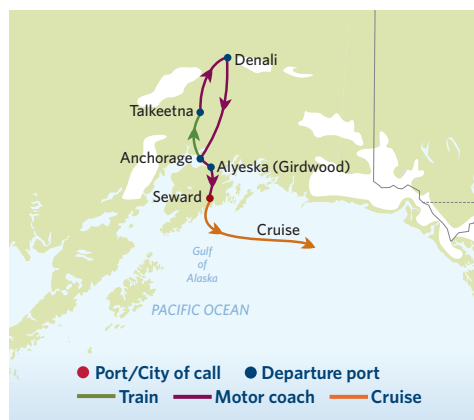 Denali
Talkeetna
Anchorage
Alyeska (Girdwood)
Seward
Cruise
Gulf
of
Alaska
PACIFIC OCEAN
Port/City of call
Departure port
Train
Motor coach
Cruise